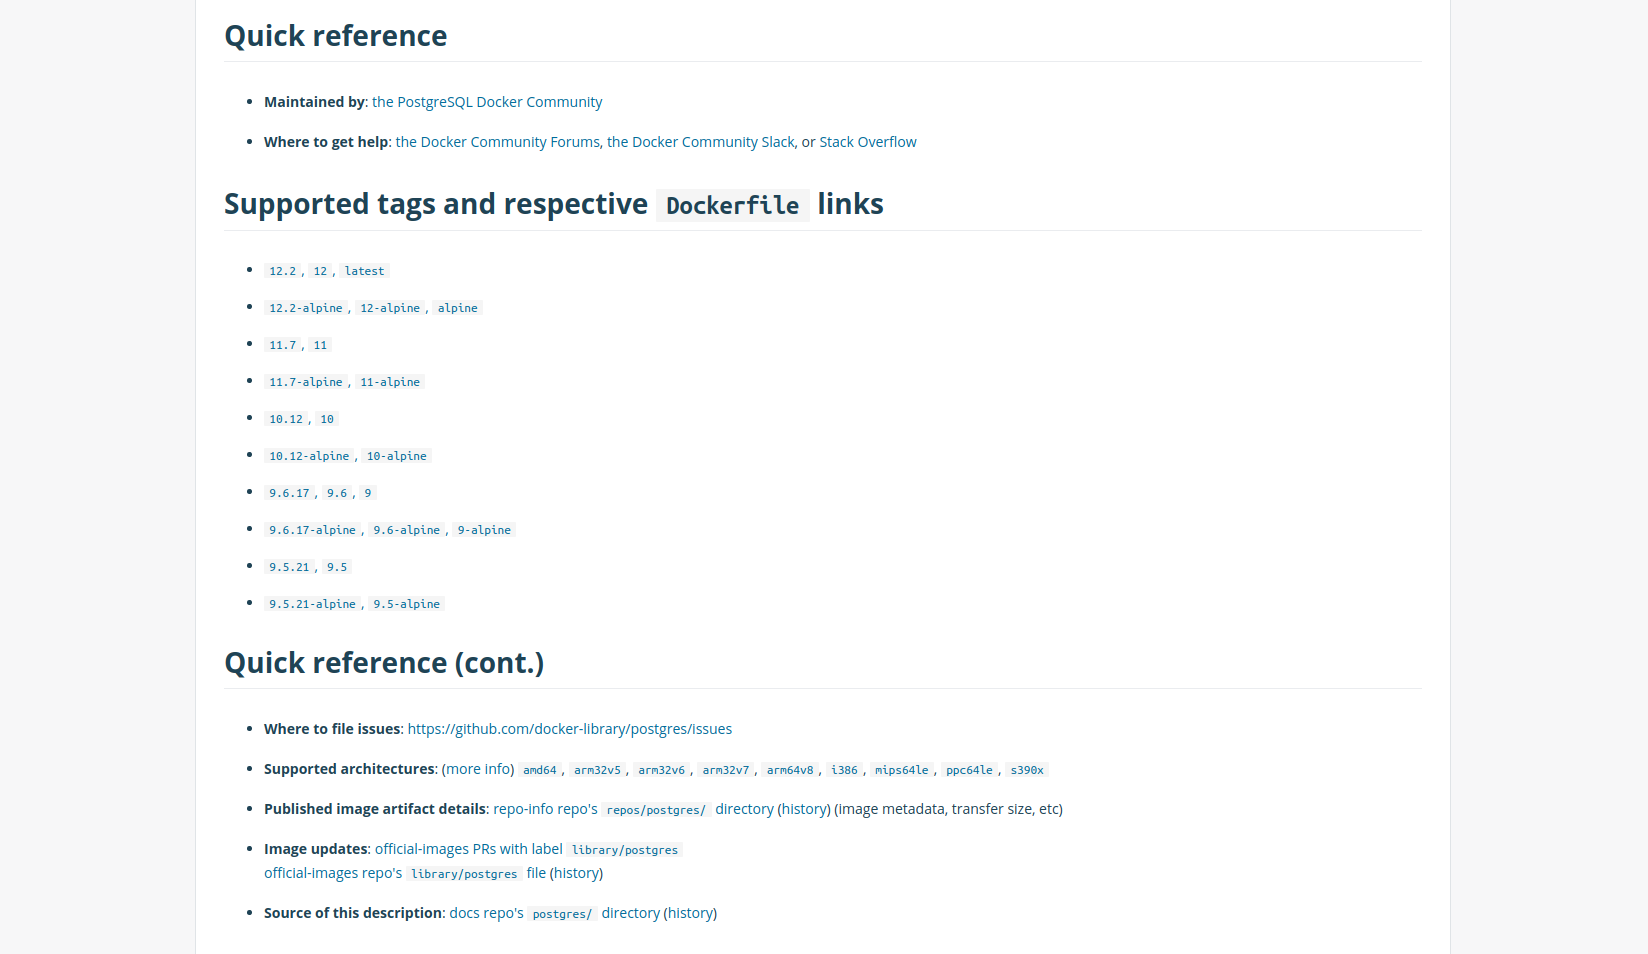 Quick reference
Maintained by: the PostgreSQL Docker Community
Where to get help: the Docker Community Forums, the Docker Community Slack, or Stack Overflow
Supported tags and respective Dockerfile links
12.2, 12, latest
12.2-alpine, 12-alpine, alpine
11.7, 11
11.7-alpine, 11-alpine
10.12, 10
10.12-alpine, 10-alpine
9.6.17, 9.6, 9
9.6.17-alpine, 9.6-alpine, 9-alpine
9.5.21, 9.5
9.5.21-alpine, 9.5-alpine
Quick reference (cont.)
Where to file issues: https://github.com/docker-library/postgres/issues
Supported architectures: (more info) amd64, arm32v5, arm32v6, arm32v7, arm64v8, i386, mips64le, ppc64le, s390x
Published image artifact details: repo-info repo's repos/postgres/ directory (history) (image metadata, transfer size, etc)
Image updates: official-images PRs with label library/postgres
official-images repo's library/postgres file (history)
Source of this description: docs repo's postgres/ directory (history)